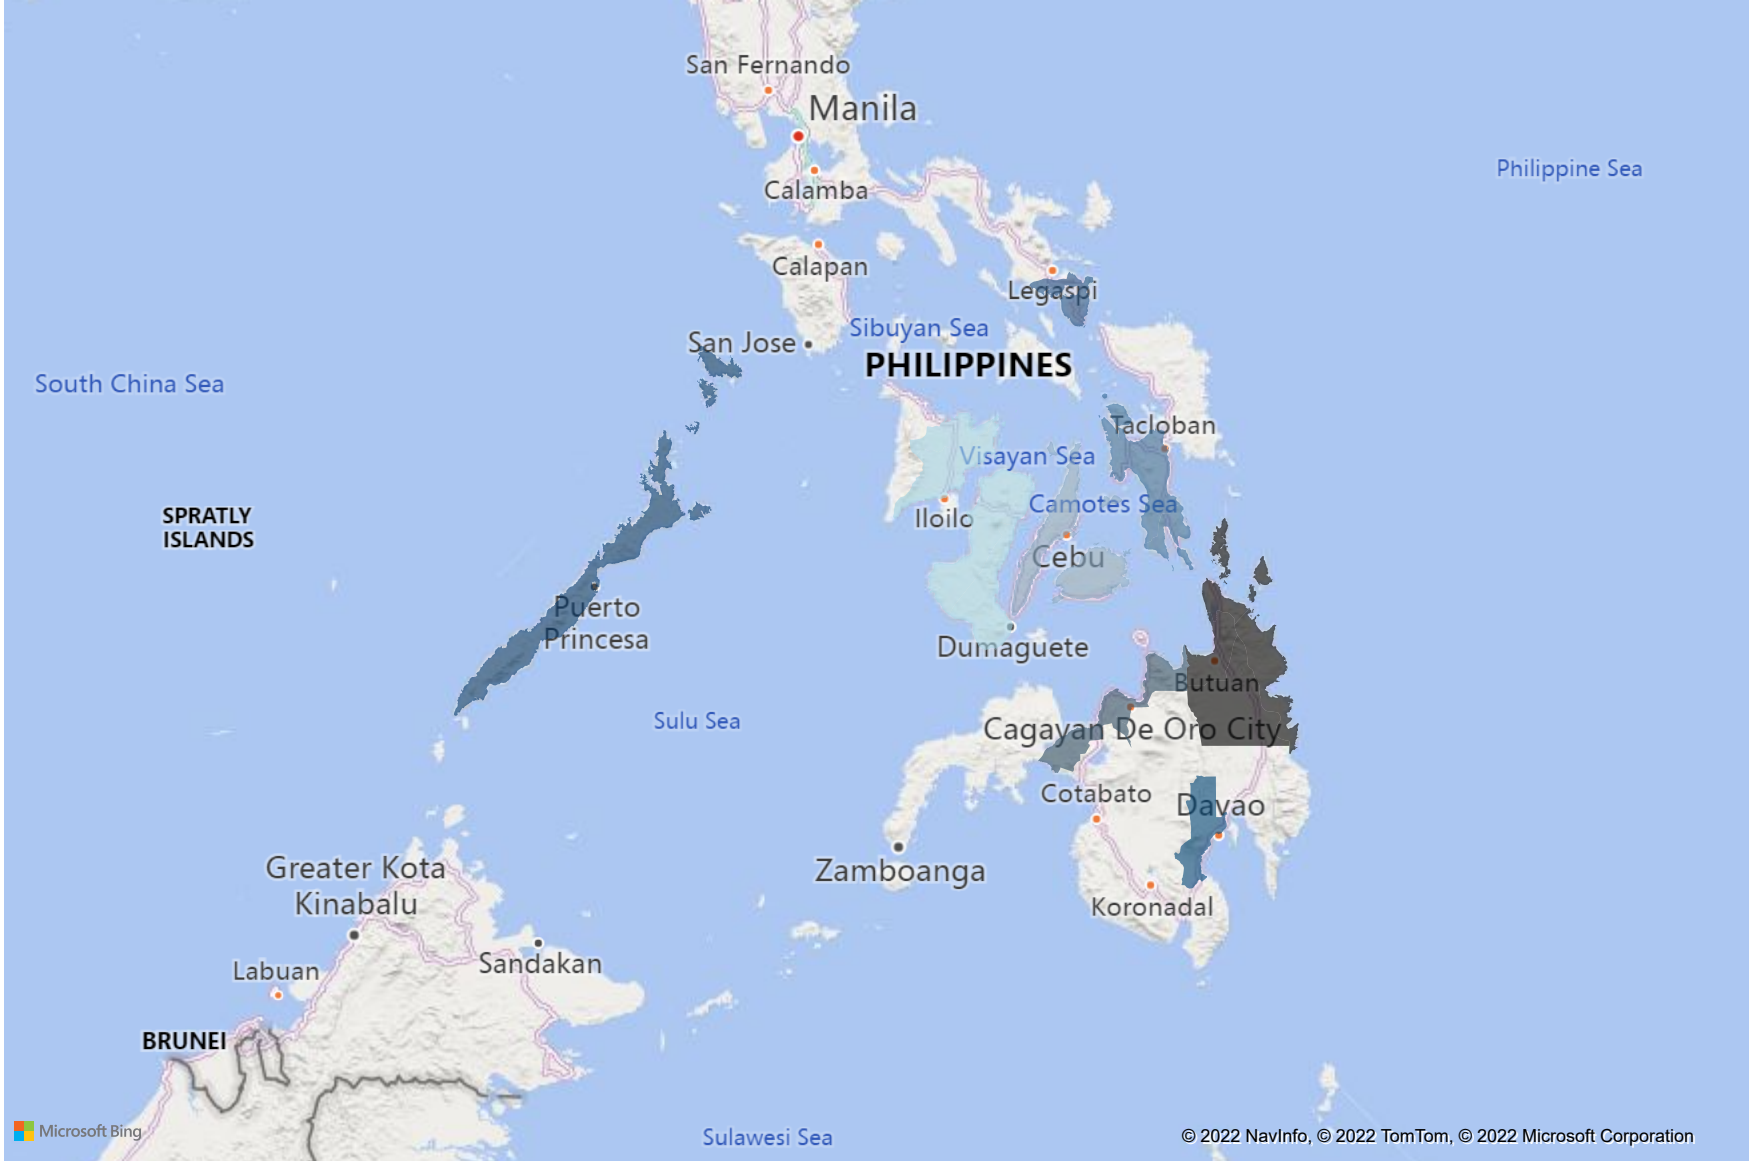 San Fernando
Manila
Philippine Sea
Calamba
Calapan
Legaspi
Sibuyan Sea
San Jose
PHILIPPINES
South China Sea
Tacloban
Visayan Sea
Camotes Sea
SPRATLY
ISLANDS
Iloilo
Cebu
Puerto
Princesa
Dumaguete
Butuan
Sulu Sea
Cagayan De Oro City
Cotabato
Davao
Greater Kota
Kinabalu
Zamboanga
Koronadal
Labuan
Sandakan
BRUNEI
Microsoft Bing
Sulawesi Sea
© 2022 NavInfo, © 2022 TomTom, © 2022 Microsoft Corporation